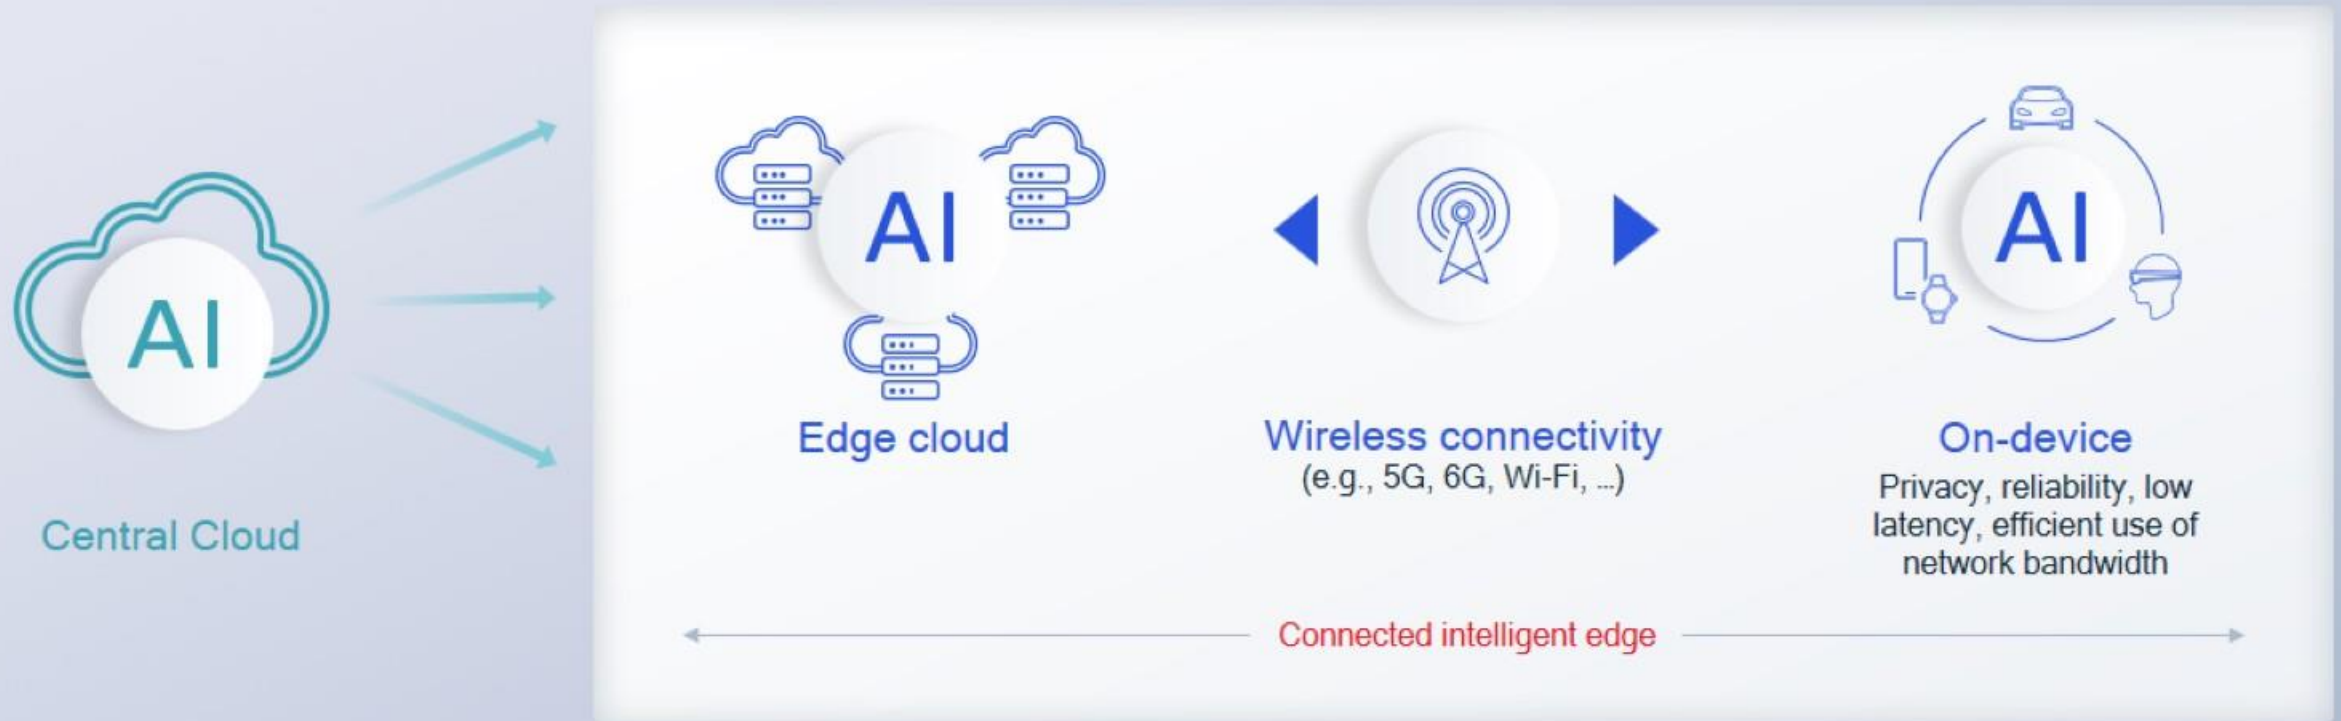 AI
Central Cloud
AI
Edge cloud
Wireless connectivity
(e.g., 5G, 6G, Wi-Fi, ...)
AI
On-device
Privacy, reliability, low
latency, efficient use of
network bandwidth
Connected intelligent edge